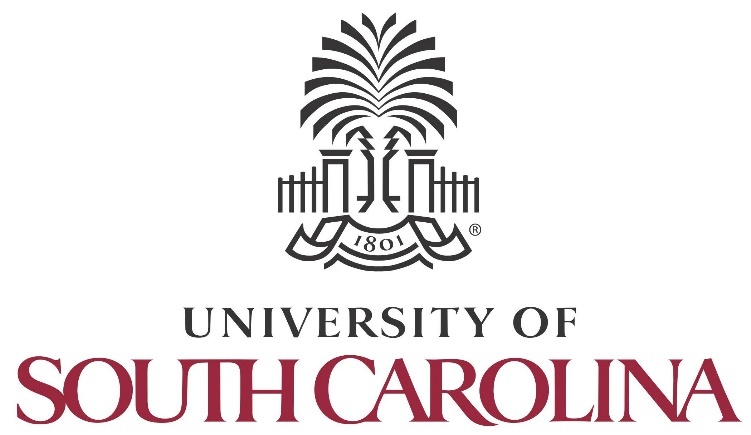 1801
®
UNIVERSITY OF
SOUTH CAROLINA